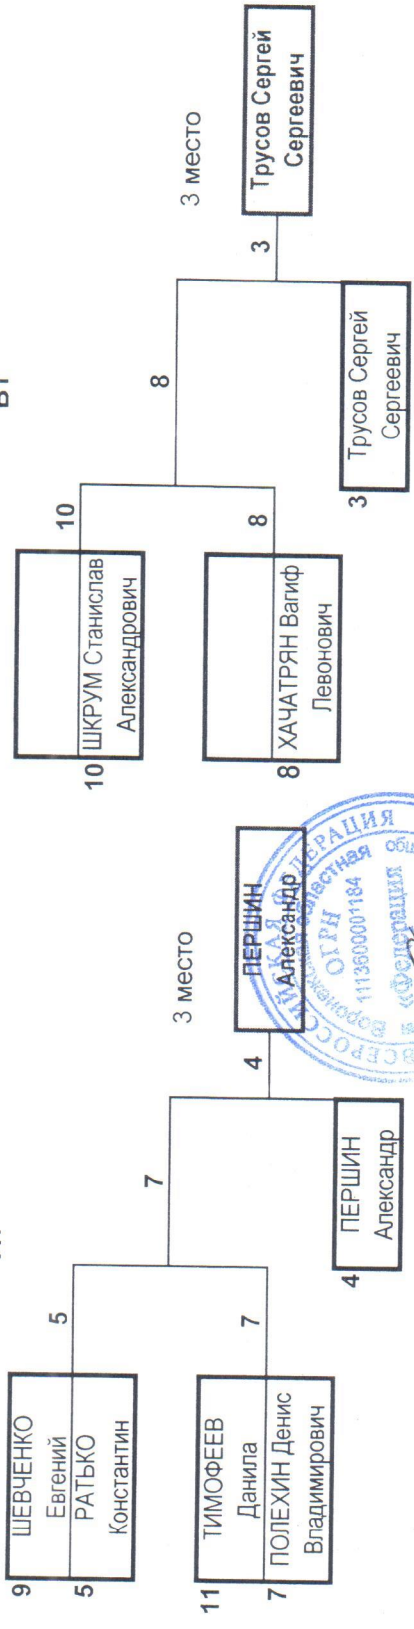 9
ШЕВЧЕНКО
Евгений
5
РАТЬКО
Константин
5
11
ТИМОФЕЕВ
Данила
7
ПОЛЕХИН Денис
Владимирович
7
7
4
ПЕРШИН
Александр
4
3 место
ПЕРШИН
Александр
ВСЕРОССИЙСКАЯ ФЕДЕРАЦИЯ
Воронежская областная
ОГРН
1113600001184
«Федерация
10
ШКРУМ Станислав
Александрович
10
8
ХАЧАТРЯН Вагиф
Левонович
8
8
3
Трусов Сергей
Сергеевич
3
3 место
Трусов Сергей
Сергеевич